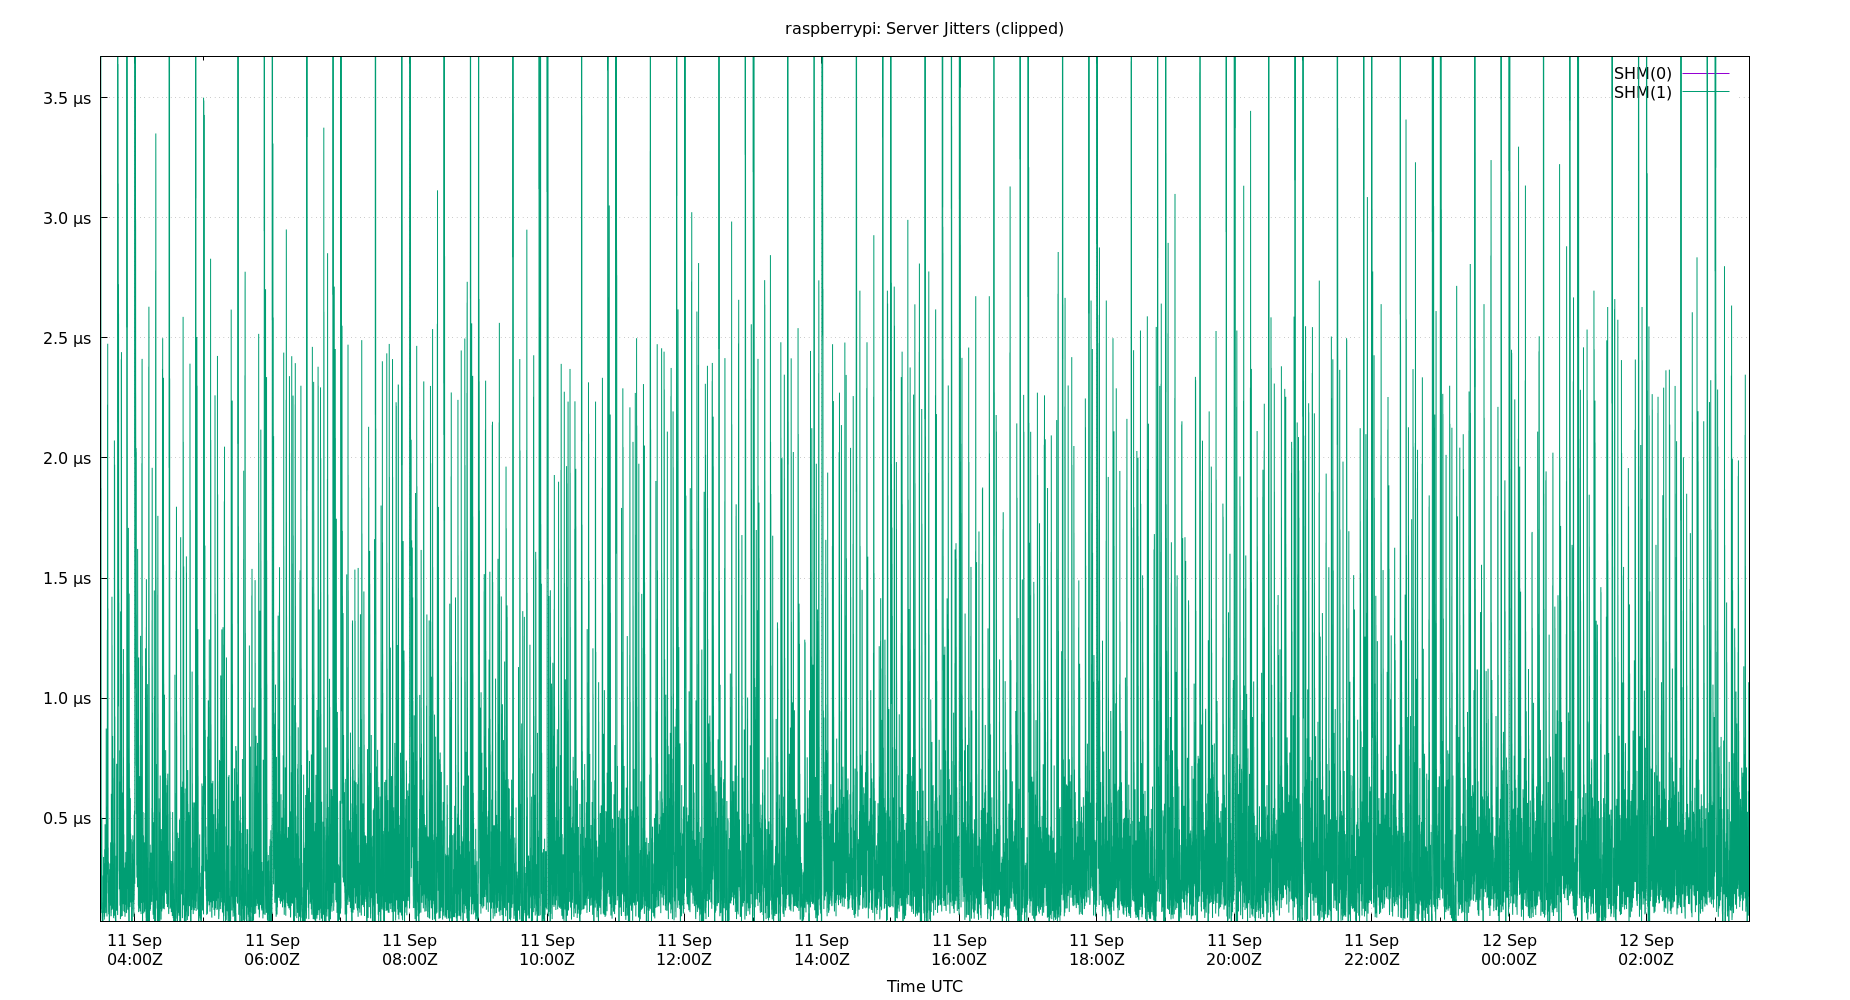 raspberrypi: Server Jitters (clipped)
SHM(0)
SHM(1)
3.5 µs
3.0 µs
2.5 µs
2.0 µs
1.5 µs
1.0 µs
0.5 µs
11 Sep 11 Sep 11 Sep 11 Sep 11 Sep 11 Sep 11 Sep 11 Sep 11 Sep 11 Sep 12 Sep 12 Sep
04:00Z 06:00Z 08:00Z 10:00Z 12:00Z 14:00Z 16:00Z 18:00Z 20:00Z 22:00Z 00:00Z 02:00Z
Time UTC